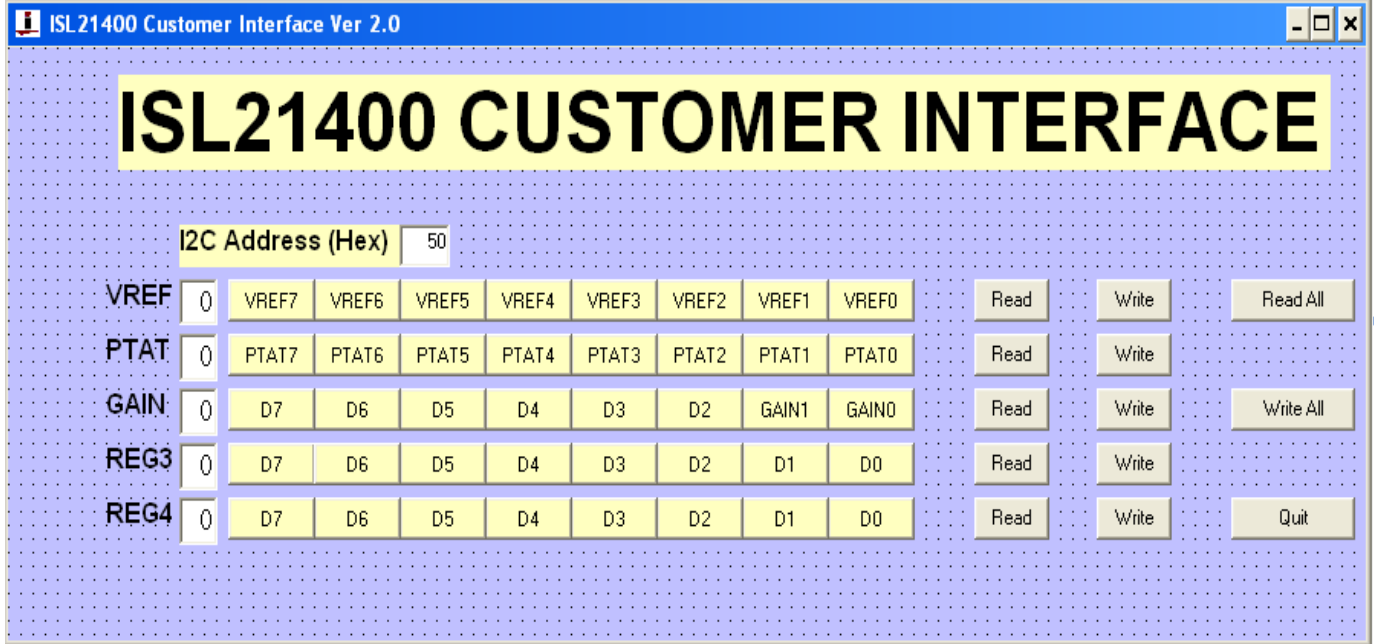 ISL21400 Customer Interface Ver 2.0
ISL21400 CUSTOMER INTERFACE
I2C Address (Hex) 50
VREF 0 VREF7 VREF6 VREF5 VREF4 VREF3 VREF2 VREF1 VREF0 Read Write Read All
PTAT 0 PTAT7 PTAT6 PTAT5 PTAT4 PTAT3 PTAT2 PTAT1 PTAT0 Read Write
GAIN 0 D7 D6 D5 D4 D3 D2 GAIN1 GAIN0 Read Write Write All
REG3 0 D7 D6 D5 D4 D3 D2 D1 D0 Read Write
REG4 0 D7 D6 D5 D4 D3 D2 D1 D0 Read Write Quit